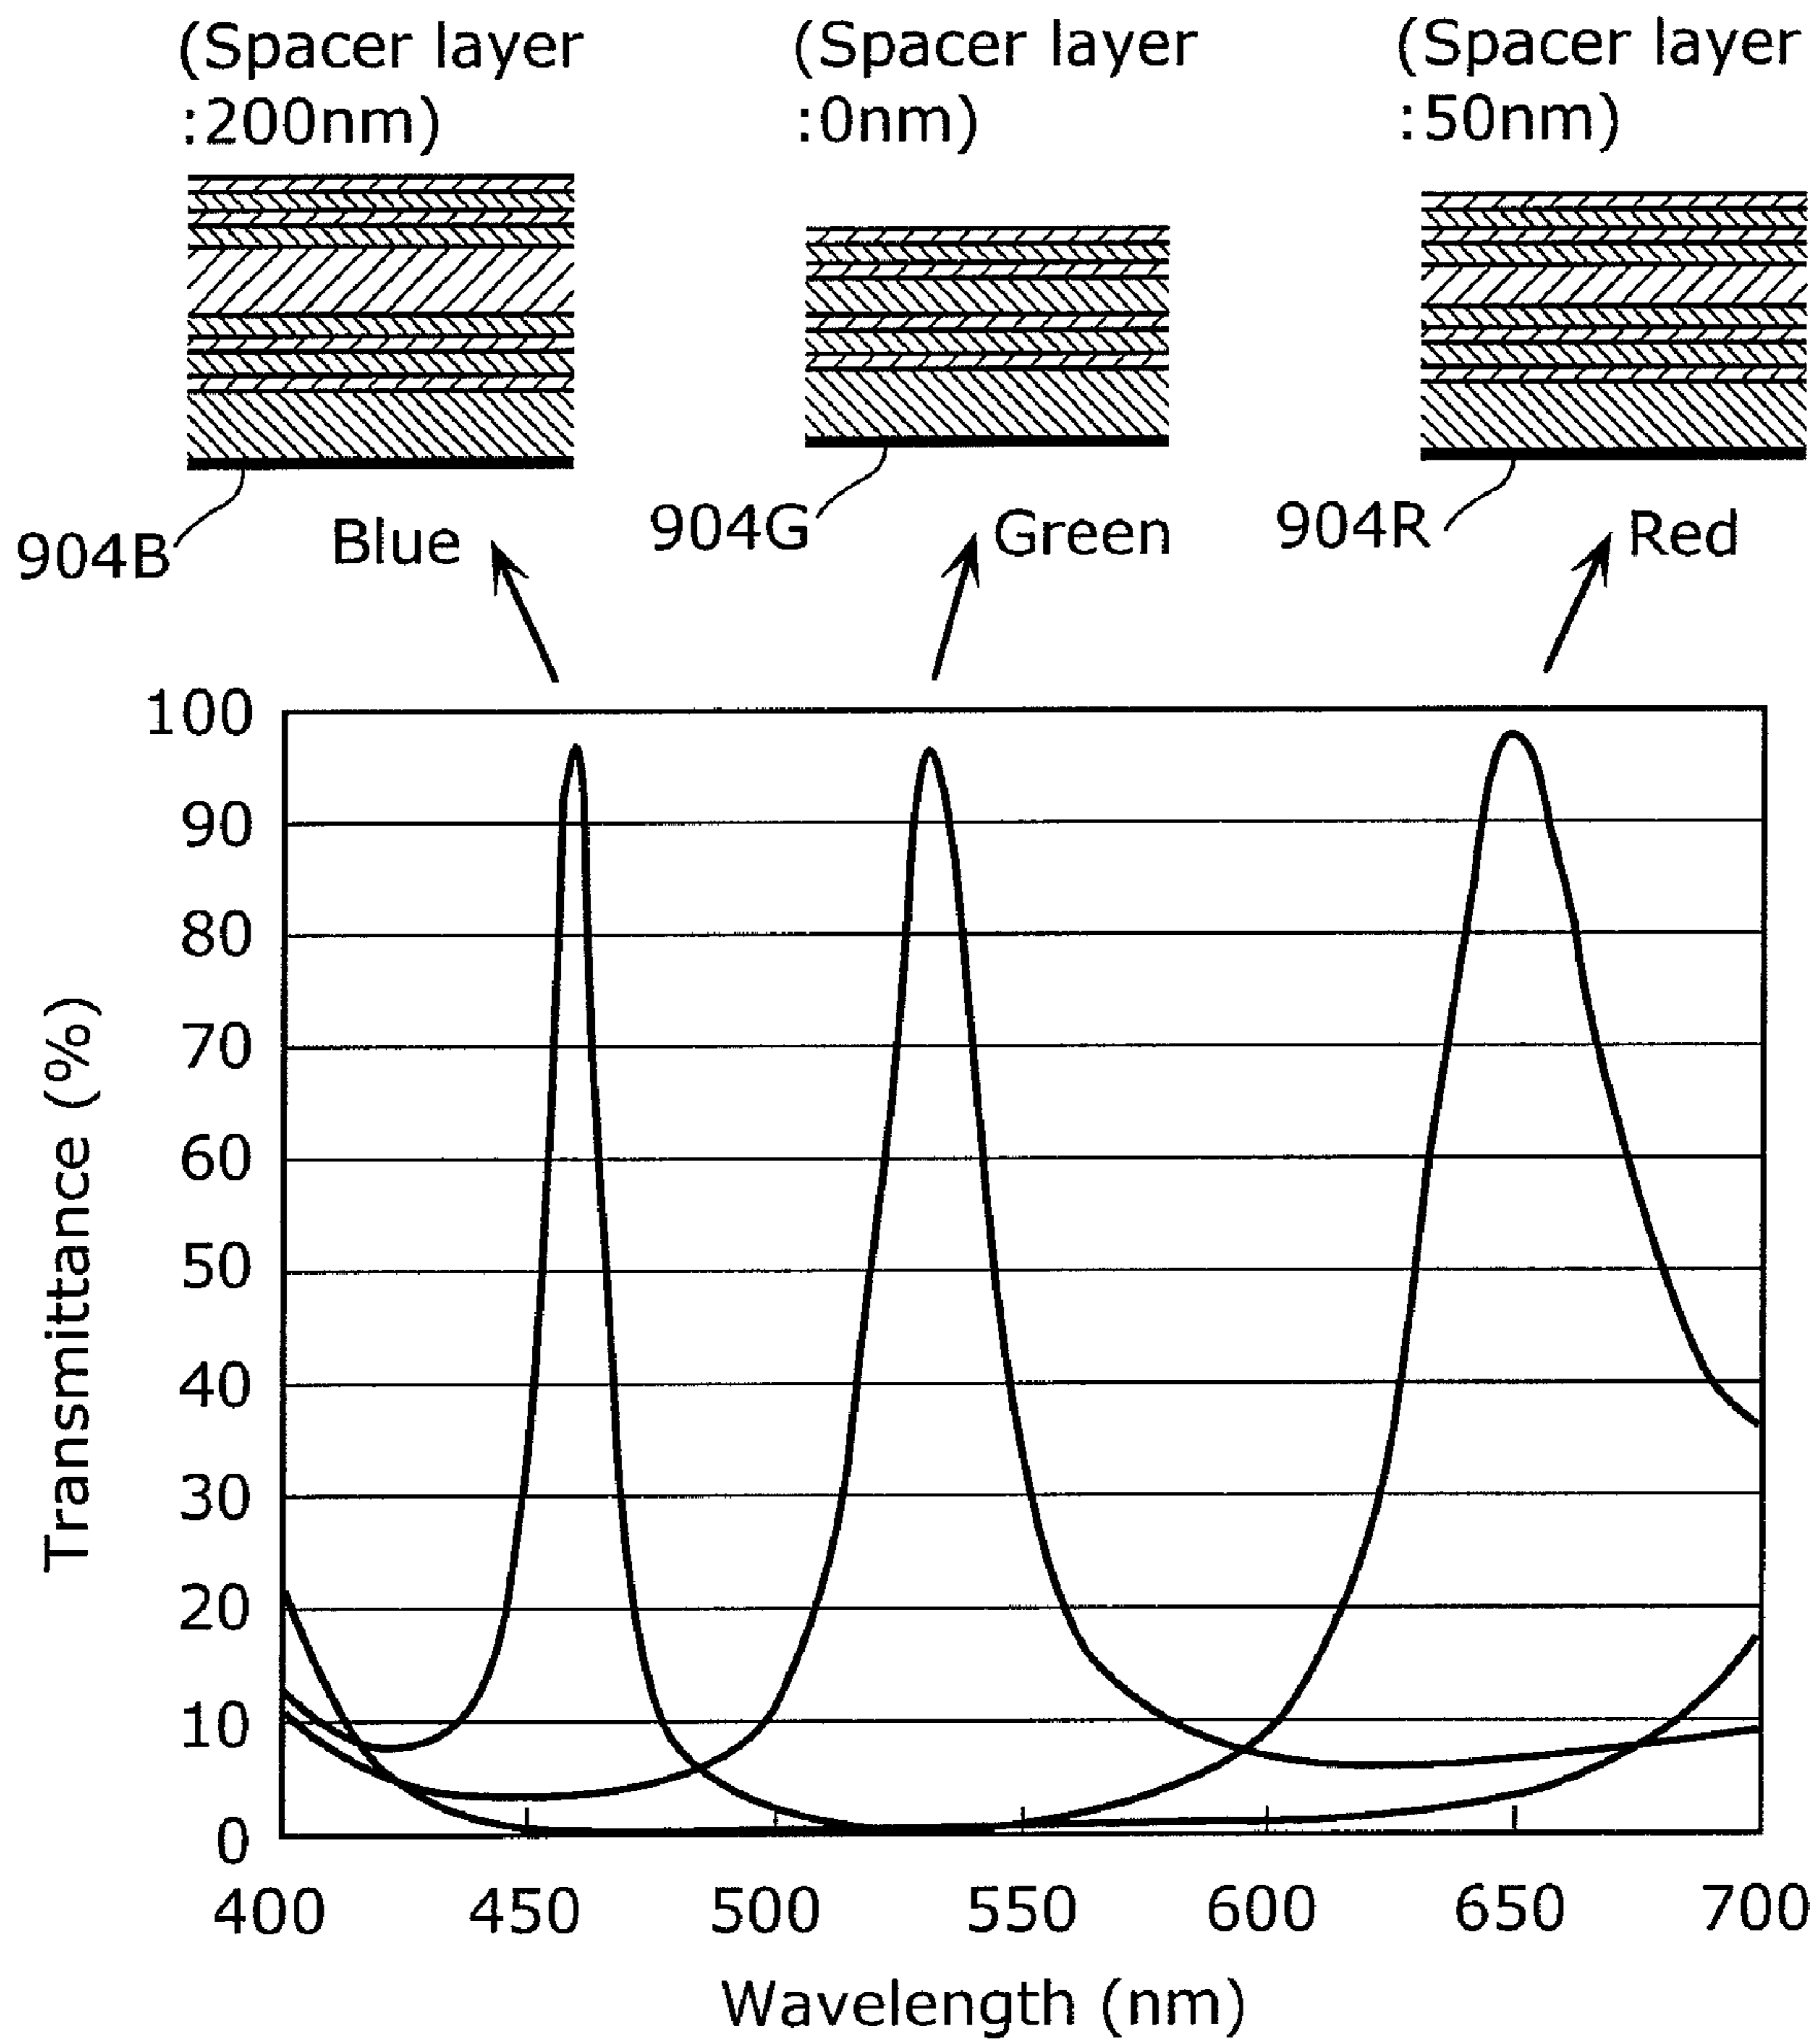 (Spacer layer
:200nm)
(Spacer layer
:0nm)
(Spacer layer
:50nm)
904B
Blue
904G
Green
904R
Red
Transmittance (%)
100
90
80
70
60
50
40
30
20
10
0
400 450 500 550 600 650 700
Wavelength (nm)